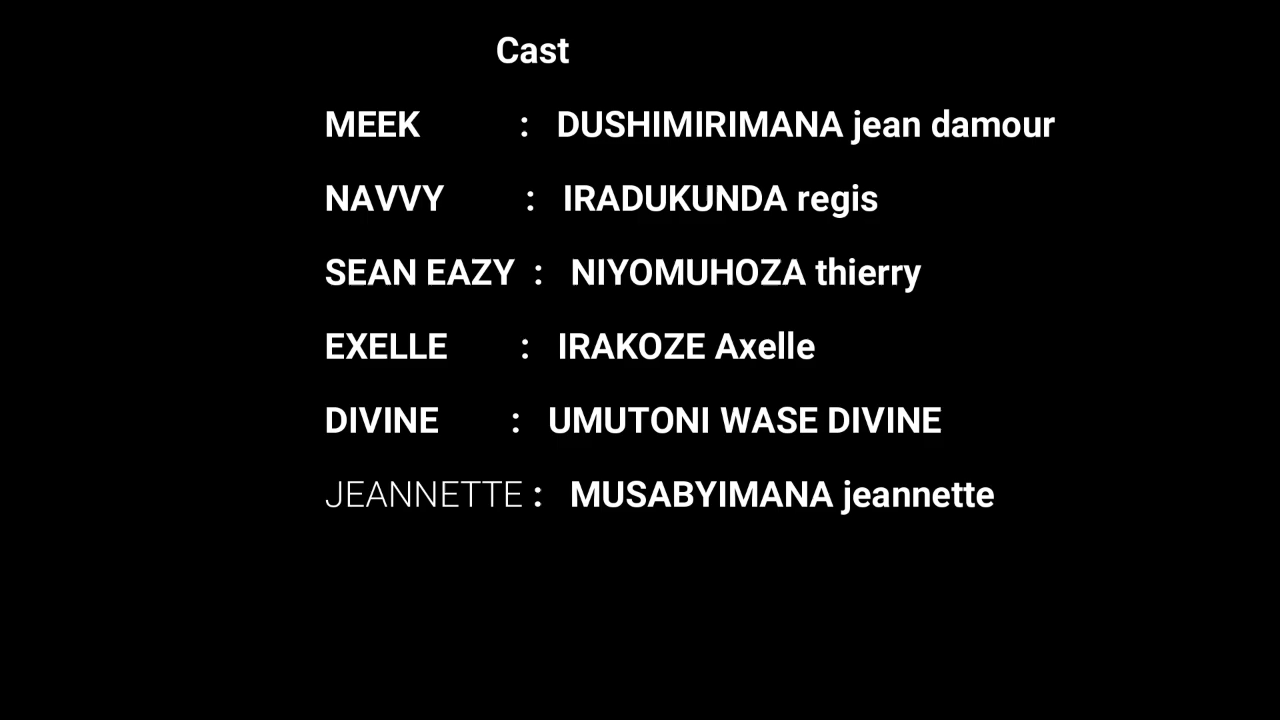 Cast
MEEK : DUSHIMIRIMANA jean damour
NAVVY : IRADUKUNDA regis
SEAN EAZY : NIYOMUHOZA thierry
EXELLE : IRAKOZE Axelle
DIVINE : UMUTONI WASE DIVINE
JEANNETTE : MUSABYIMANA jeannette